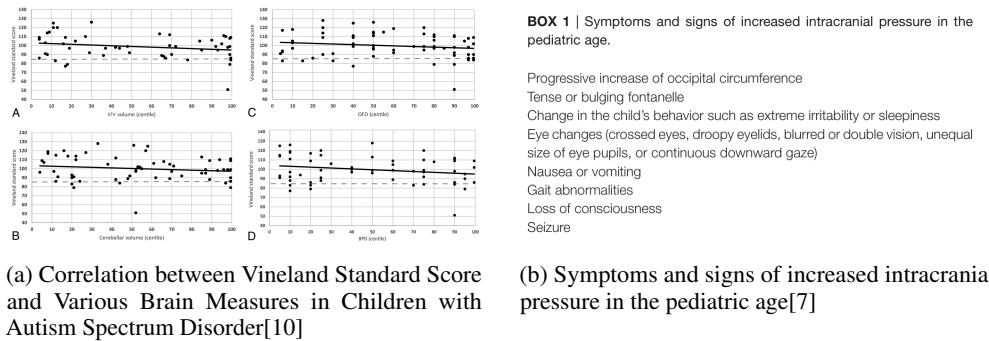 Vineland standard score
140
130
120
110
100
90
80
70
60
50
40
0 10 20 30 40 50 60 70 80 90 100
A
STV volume (centile)
Vineland standard score
140
130
120
110
100
90
80
70
60
50
40
0 10 20 30 40 50 60 70 80 90 100
C
OFD (centile)
Vineland standard score
140
130
120
110
100
90
80
70
60
50
40
0 10 20 30 40 50 60 70 80 90 100
B
Cerebellar volume (centile)
Vineland standard score
140
130
120
110
100
90
80
70
60
50
40
0 10 20 30 40 50 60 70 80 90 100
D
BPD (centile)
(a) Correlation between Vineland Standard Score
and Various Brain Measures in Children with
Autism Spectrum Disorder[10]
BOX 1 | Symptoms and signs of increased intracranial pressure in the
pediatric age.
Progressive increase of occipital circumference
Tense or bulging fontanelle
Change in the child's behavior such as extreme irritability or sleepiness
Eye changes (crossed eyes, droopy eyelids, blurred or double vision, unequal
size of eye pupils, or continuous downward gaze)
Nausea or vomiting
Gait abnormalities
Loss of consciousness
Seizure
(b) Symptoms and signs of increased intracrania
pressure in the pediatric age[7]